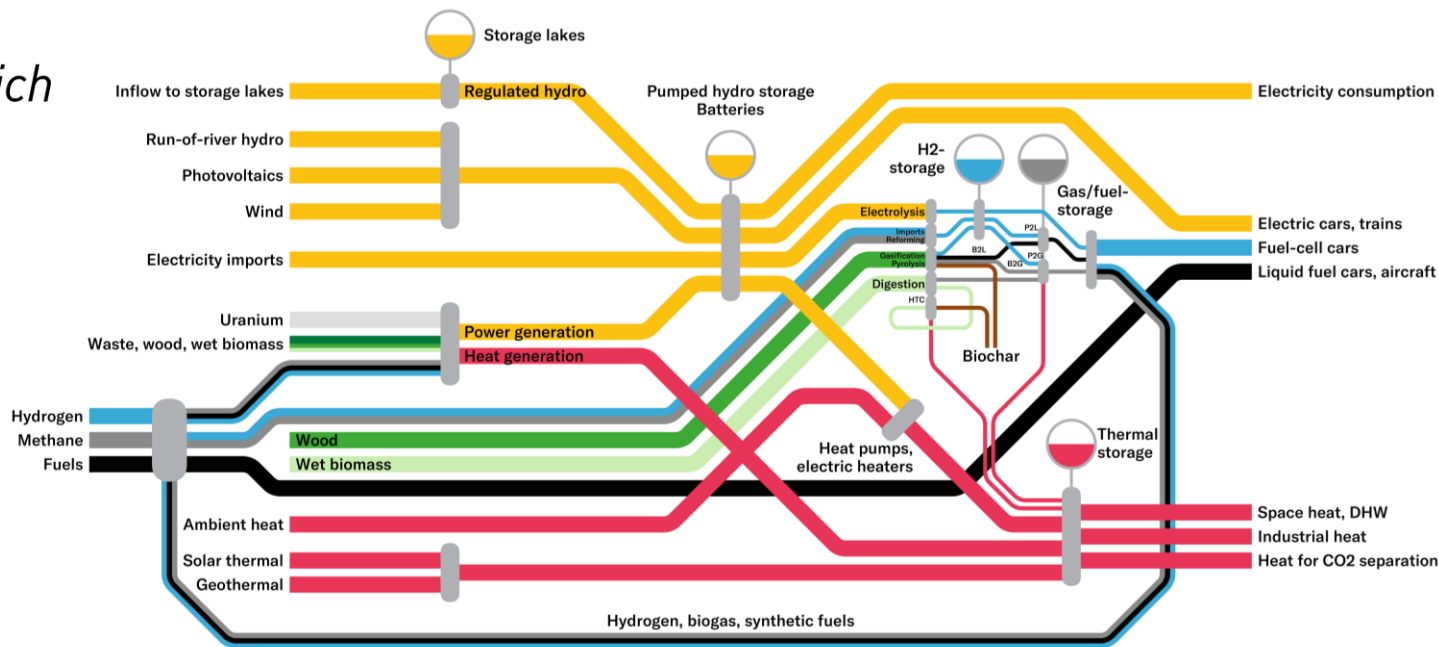 ich
Storage lakes
Inflow to storage lakes
Regulated hydro
Pumped hydro storage
Batteries
Electricity consumption
Run-of-river hydro
H2-
storage
Photovoltaics
Gas/fuel-
storage
Wind
Electrolysis
Electric cars, trains
Imports
Reforming
P2L
Fuel-cell cars
Electricity imports
Gasification
Pyrolysis
B2L
P2G
B2G
Liquid fuel cars, aircraft
Digestion
HTC
Uranium
Power generation
Waste, wood, wet biomass
Heat generation
Biochar
Hydrogen
Methane
Wood
Fuels
Wet biomass
Heat pumps,
electric heaters
Thermal
storage
Ambient heat
Space heat, DHW
Industrial heat
Solar thermal
Heat for CO2 separation
Geothermal
Hydrogen, biogas, synthetic fuels